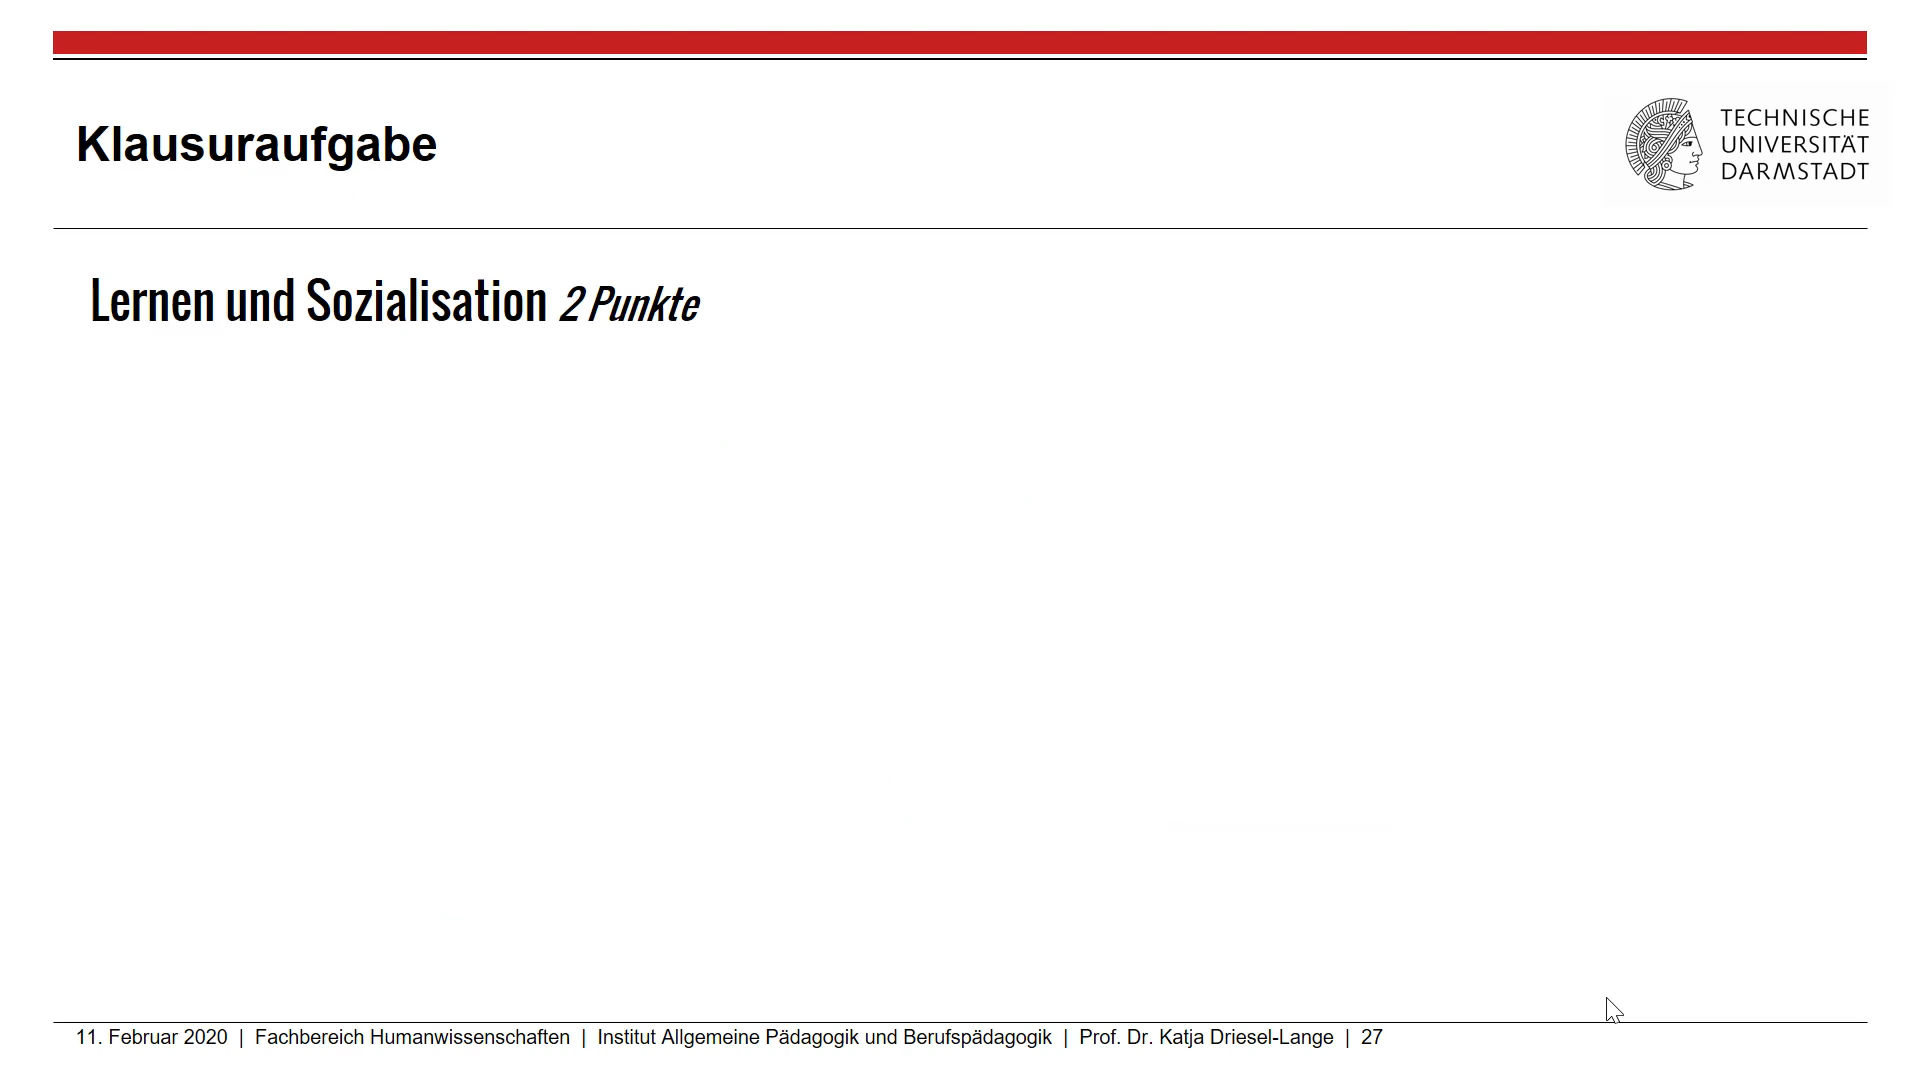 Klausuraufgabe
TECHNISCHE
UNIVERSITÄT
DARMSTADT
Lernen und Sozialisation 2 Punkte
11. Februar 2020 | Fachbereich Humanwissenschaften | Institut Allgemeine Pädagogik und Berufspädagogik | Prof. Dr. Katja Driesel-Lange | 27